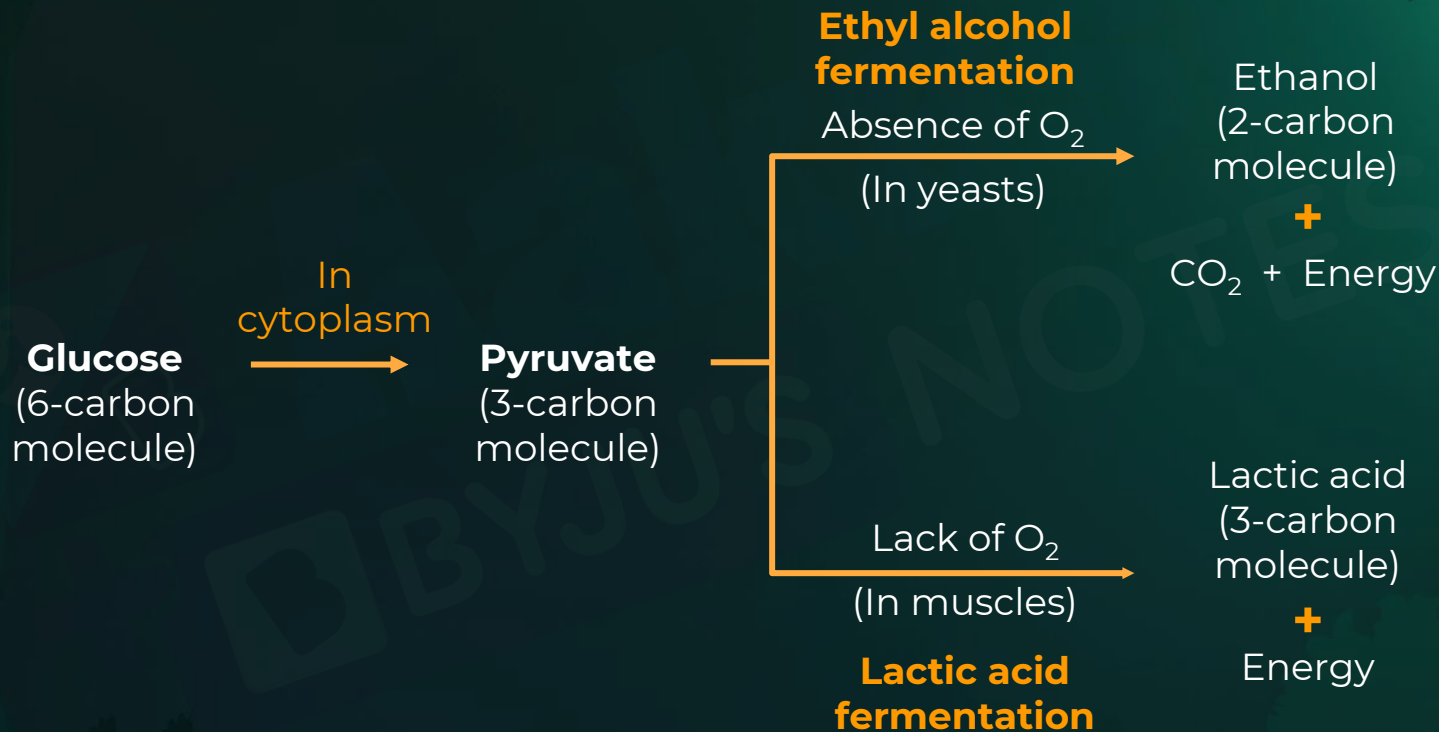 Ethyl alcohol
fermentation
Absence of O₂
(In yeasts)
Ethanol
(2-carbon
molecule)
+
CO₂ + Energy
In
cytoplasm
Glucose
(6-carbon
molecule)
Pyruvate
(3-carbon
molecule)
Lack of O₂
(In muscles)
Lactic acid
fermentation
Lactic acid
(3-carbon
molecule)
+
Energy
BYJU'S NOTES